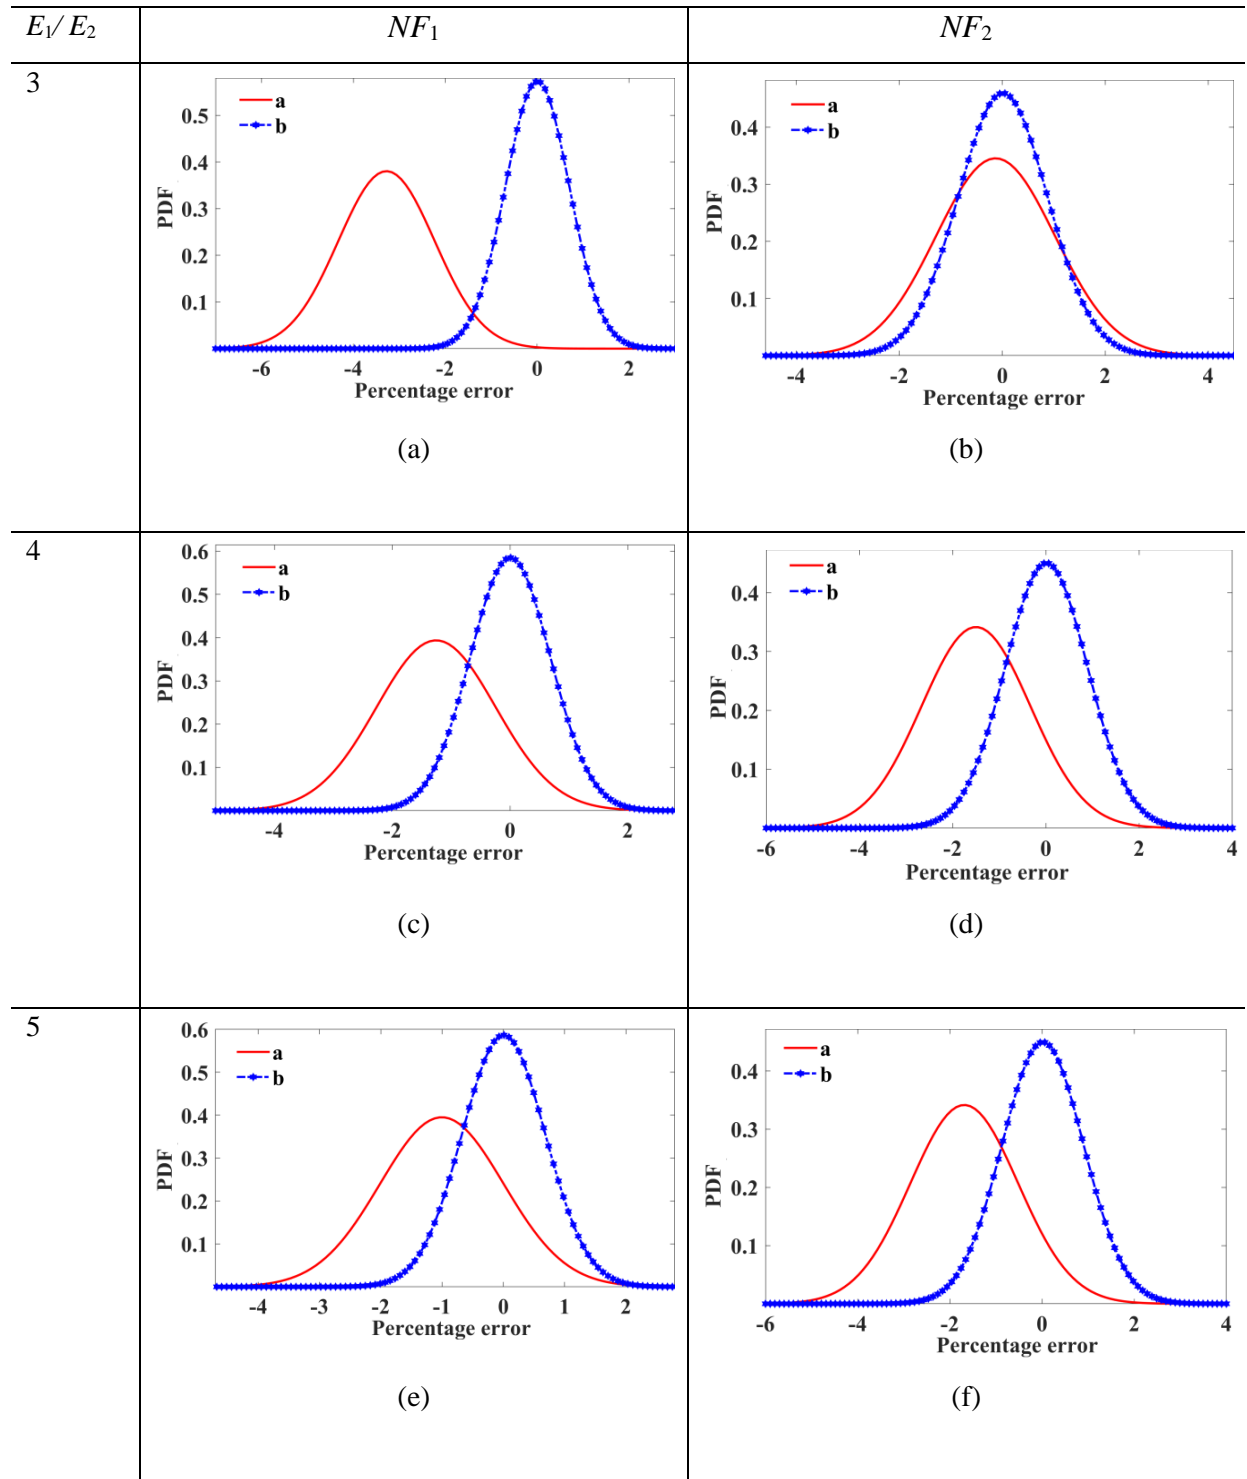 E1/ E2 NF1 NF2
3
a
b
PDF
0.5
0.4
0.3
0.2
0.1
-6 -4 -2 0 2
Percentage error
(a)
a
b
PDF
0.4
0.3
0.2
0.1
-4 -2 0 2 4
Percentage error
(b)
4
a
b
PDF
0.6
0.5
0.4
0.3
0.2
0.1
-4 -2 0 2
Percentage error
(c)
a
b
PDF
0.4
0.3
0.2
0.1
-6 -4 -2 0 2 4
Percentage error
(d)
5
a
b
PDF
0.6
0.5
0.4
0.3
0.2
0.1
-4 -3 -2 -1 0 1 2
Percentage error
(e)
a
b
PDF
0.4
0.3
0.2
0.1
-6 -4 -2 0 2 4
Percentage error
(f)